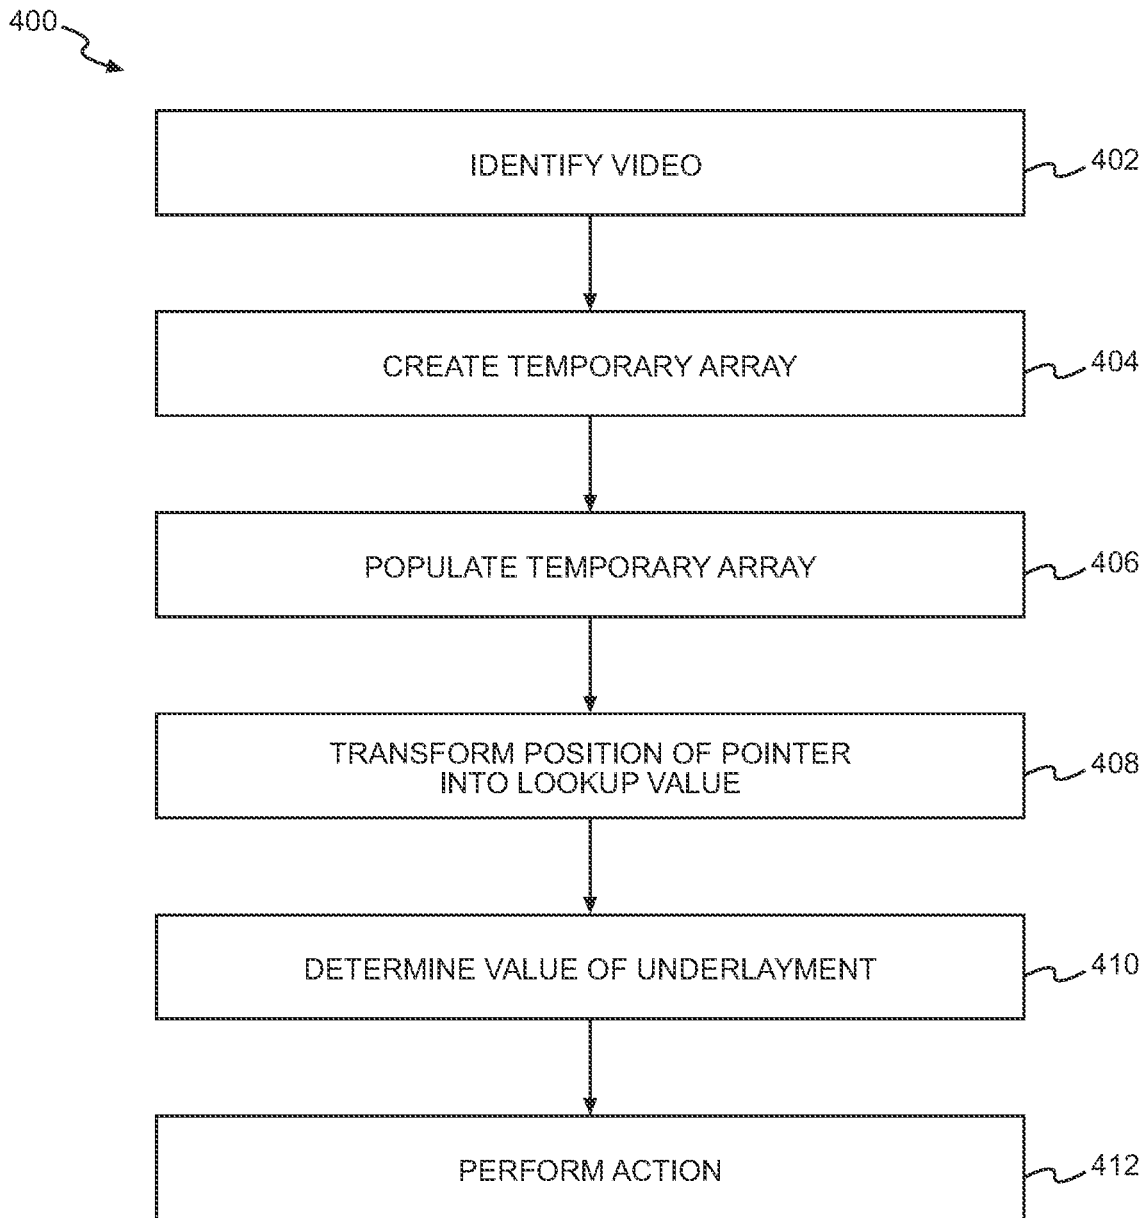 400
IDENTIFY VIDEO
402
CREATE TEMPORARY ARRAY
404
POPULATE TEMPORARY ARRAY
406
TRANSFORM POSITION OF POINTER
INTO LOOKUP VALUE
408
DETERMINE VALUE OF UNDERLAYMENT
410
PERFORM ACTION
412